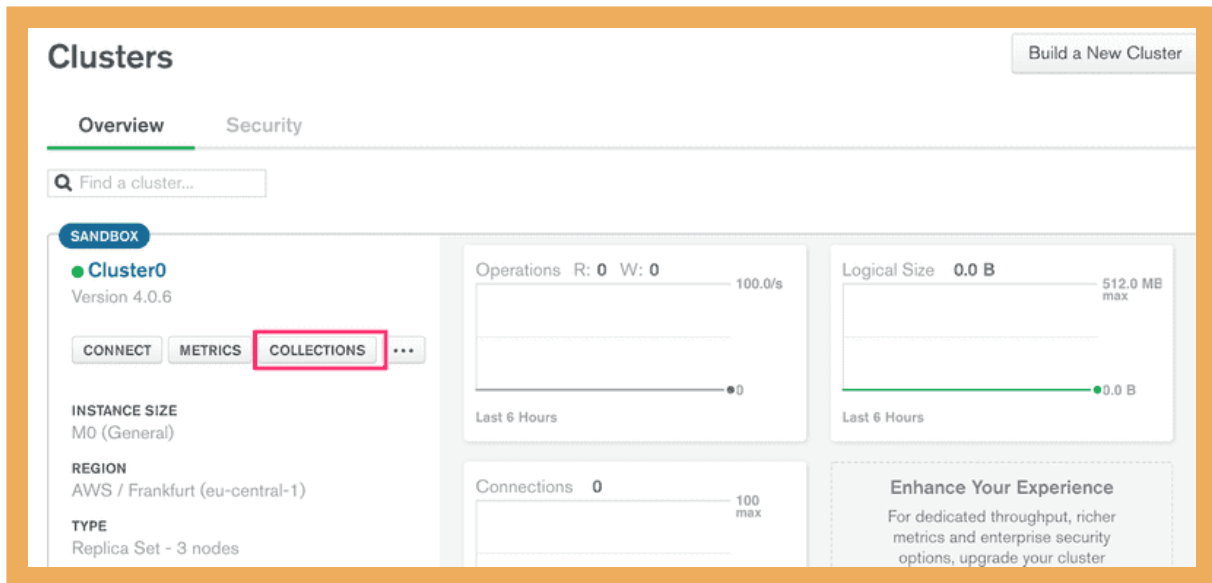 Clusters
Build a New Cluster
Overview
Security
Find a cluster...
SANDBOX
Cluster0
Version 4.0.6
CONNECT
METRICS
COLLECTIONS
...
INSTANCE SIZE
M0 (General)
REGION
AWS / Frankfurt (eu-central-1)
TYPE
Replica Set - 3 nodes
Operations R: 0 W: 0
100.0/s
0
Last 6 Hours
Logical Size 0.0 B
512.0 MB
max
0.0 B
Last 6 Hours
Connections 0
100
max
Enhance Your Experience
For dedicated throughput, richer
metrics and enterprise security
options, upgrade your cluster